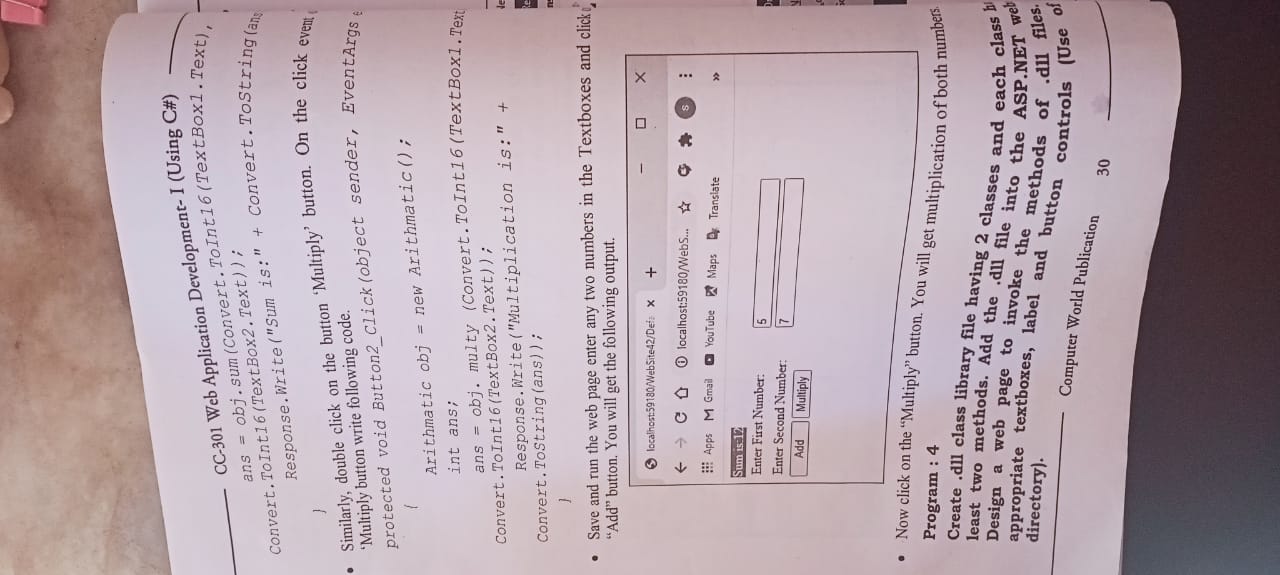 CC-301 Web Application Development- I (Using C#)
ans = obj.sum(Convert.ToInt16(TextBox1.Text),
Convert.ToInt16(TextBox2.Text));
Response.Write("Sum is:" + Convert.ToString(ans
}
• Similarly, double click on the button 'Multiply' button. On the click event
'Multiply button write following code.
protected void Button2_Click(object sender, EventArgs e
{
Arithmatic obj = new Arithmatic();
int ans;
ans = obj. multy (Convert.ToInt16(TextBox1.Text
Convert.ToInt16(TextBox2.Text));
Response.Write("Multiplication is:" +
Convert.ToString(ans));
}
• Save and run the web page enter any two numbers in the Textboxes and click
"Add" button. You will get the following output.
localhost:59180/WebSite42/Defa
localhost:59180/WebS...
Apps Gmail YouTube Maps Translate
Sum is:12
Enter First Number: 5
Enter Second Number: 7
Add Multiply
• Now click on the "Multiply" button. You will get multiplication of both numbers.
Program : 4
Create .dll class library file having 2 classes and each class
least two methods. Add the .dll file into the ASP.NET web
Design a web page to invoke the methods of .dll files.
appropriate textboxes, label and button controls (Use of
directory).
Computer World Publication 30